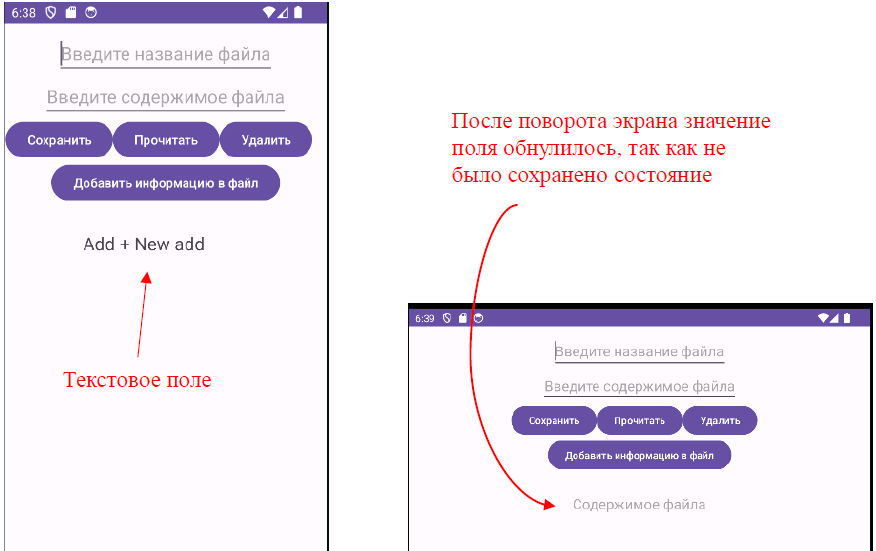 6:38
Введите название файла
Введите содержимое файла
Сохранить Прочитать Удалить
Добавить информацию в файл
Add + New add
Текстовое поле
После поворота экрана значение
поля обнулилось, так как не
было сохранено состояние
6:39
Введите название файла
Введите содержимое файла
Сохранить Прочитать Удалить
Добавить информацию в файл
Содержимое файла